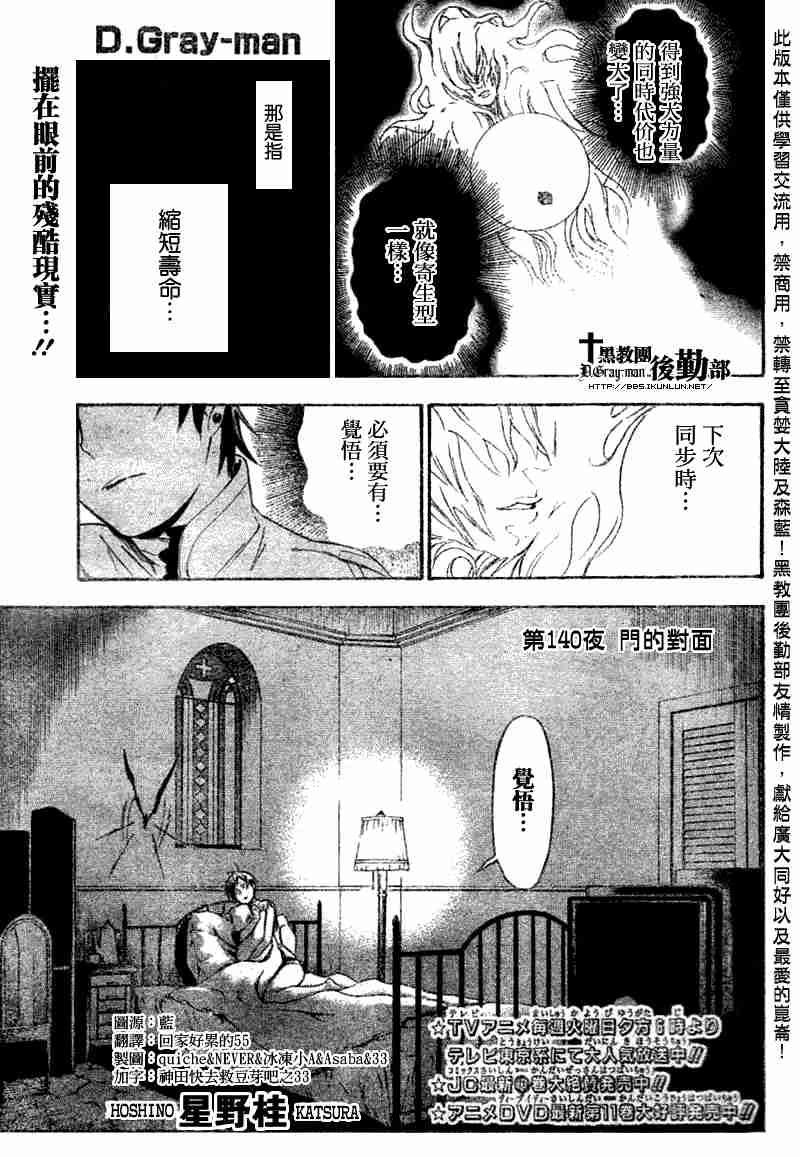 D.Gray-man
得到強大力量
的同時代价也
變大了…
就像寄生型
一樣…
那是指
縮短壽命…
擺在眼前的殘酷現實…!!
黑教團
D.Gray-man 後勤部
HTTP://BBS.IKUNLUN.NET/
下次
同步時…
必須要有…
覺悟…
第140夜 門的對面
覺悟…
圖源:藍
翻譯:回家好累的55
製圖:quiche&NEVER&冰凍小A&Asaba&33
加字:神田快去救豆芽吧之33
HOSHINO 星野桂 KATSURA
☆TVアニメ毎週火曜日夕方6時より
テレビ東京系にて大人気放送中!!
☆JC最新巻大絶賛発売中!!
☆アニメDVD最新第11巻大好評発売中!!
此版本僅供學習交流用,禁商用,禁轉至貪婪大陸及森藍!黑教團後勤部友情製作,獻給廣大同好以及最愛的崑崙!